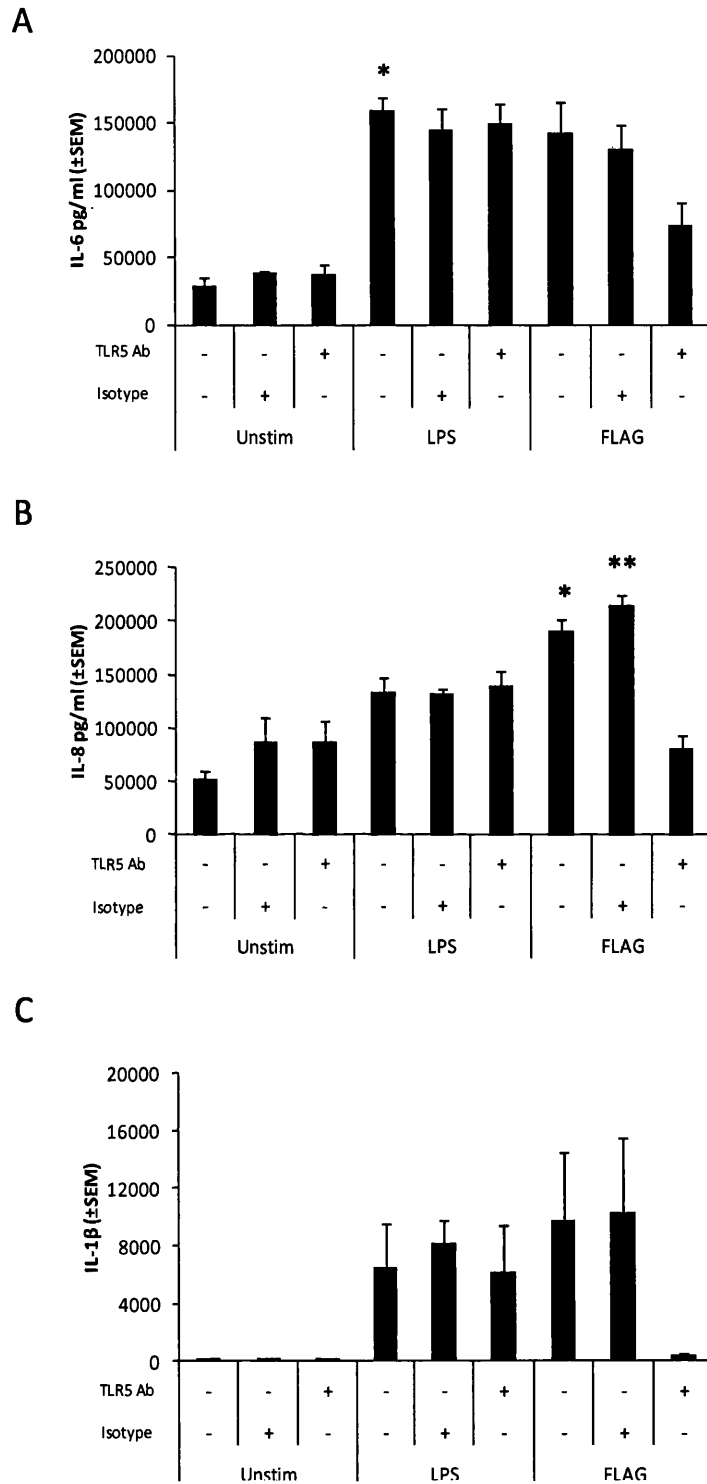 A
*
200000
150000
100000
50000
0
IL-6 pg/ml (±SEM)
TLR5 Ab - - + - - + - - +
Isotype - + - - + - - + -
Unstim LPS FLAG
B
* **
250000
200000
150000
100000
50000
0
IL-8 pg/ml (±SEM)
TLR5 Ab - - + - - + - - +
Isotype - + - - + - - + -
Unstim LPS FLAG
C
20000
16000
12000
8000
4000
0
IL-1β (±SEM)
TLR5 Ab - - + - - + - - +
Isotype - + - - + - - + -
Unstim LPS FLAG